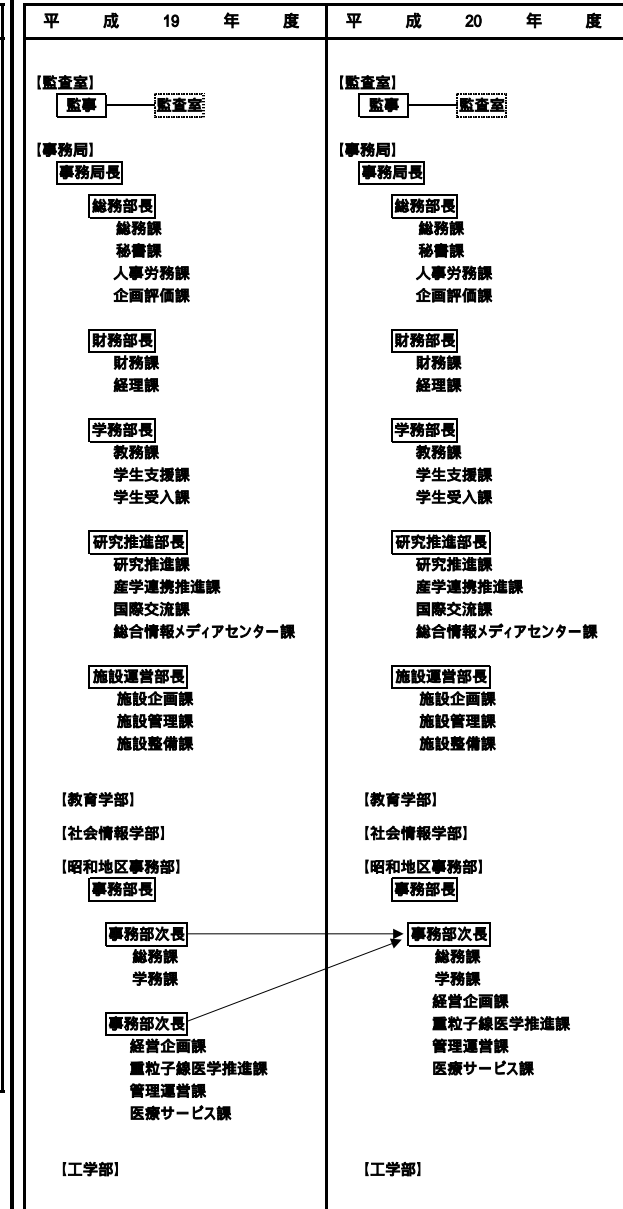 平成19年度
【監査室】
監事 監査室
【事務局】
事務局長
総務部長
総務課
秘書課
人事労務課
企画評価課
財務部長
財務課
経理課
学務部長
教務課
学生支援課
学生受入課
研究推進部長
研究推進課
産学連携推進課
国際交流課
総合情報メディアセンター課
施設運営部長
施設企画課
施設管理課
施設整備課
【教育学部】
【社会情報学部】
【昭和地区事務部】
事務部長
事務部次長
総務課
学務課
事務部次長
経営企画課
重粒子線医学推進課
管理運営課
医療サービス課
【工学部】
平成20年度
【監査室】
監事 監査室
【事務局】
事務局長
総務部長
総務課
秘書課
人事労務課
企画評価課
財務部長
財務課
経理課
学務部長
教務課
学生支援課
学生受入課
研究推進部長
研究推進課
産学連携推進課
国際交流課
総合情報メディアセンター課
施設運営部長
施設企画課
施設管理課
施設整備課
【教育学部】
【社会情報学部】
【昭和地区事務部】
事務部長
事務部次長
総務課
学務課
経営企画課
重粒子線医学推進課
管理運営課
医療サービス課
【工学部】